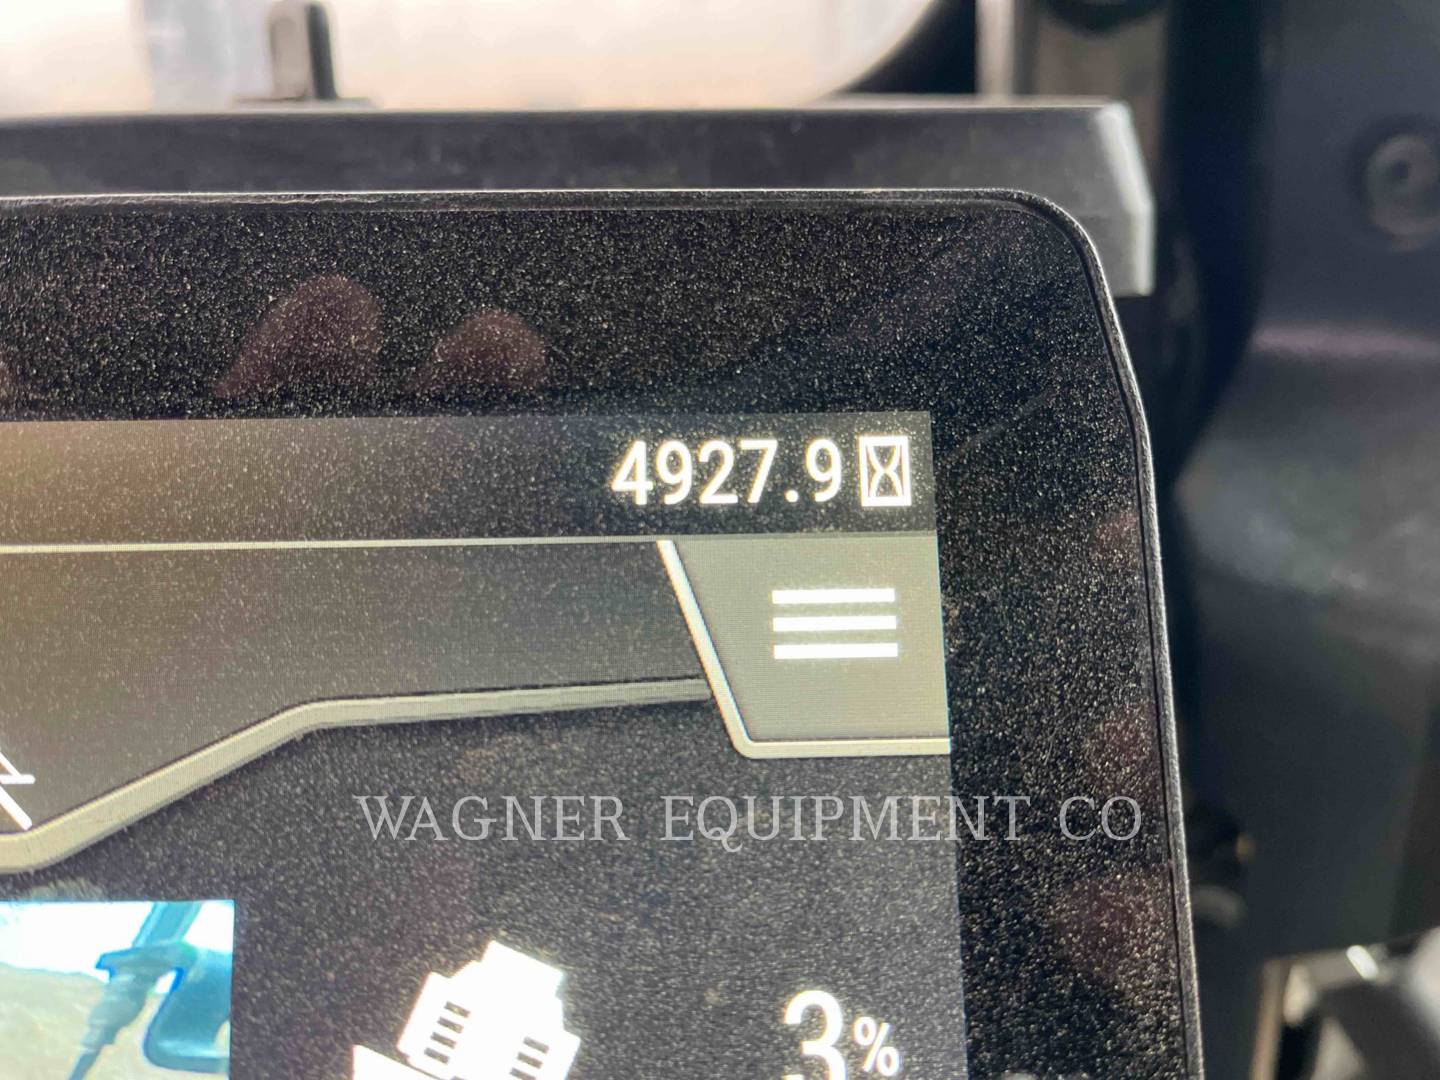 4927.9
WAGNER EQUIPMENT CO
3%